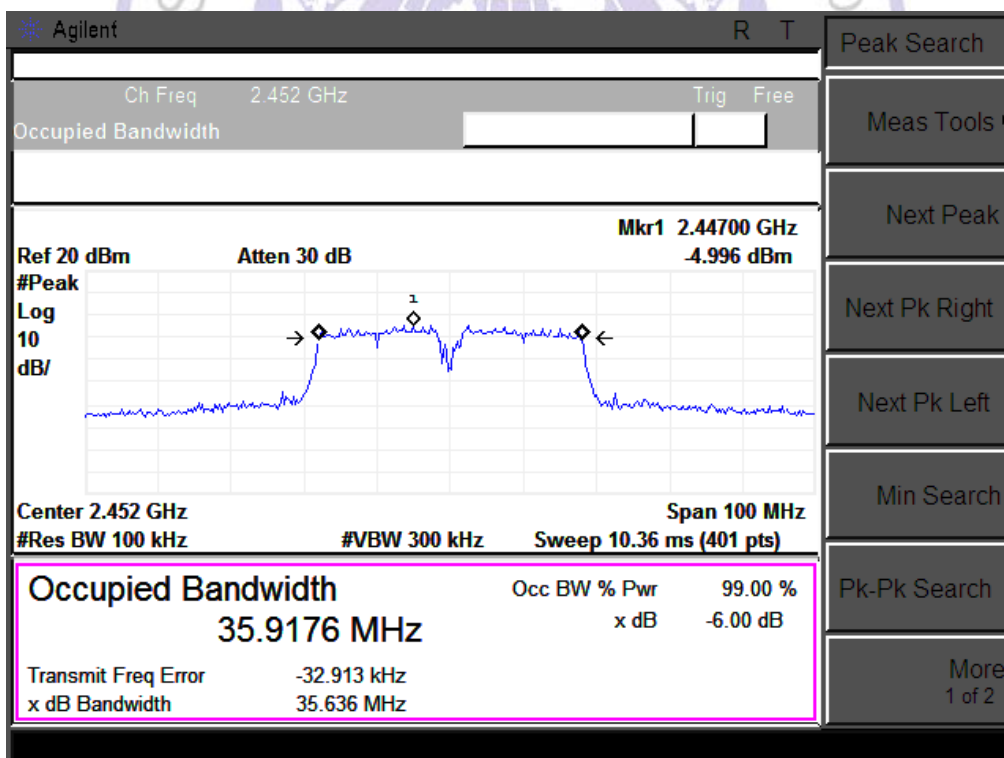 Agilent R T
Ch Freq 2.452 GHz Trig Free
Occupied Bandwidth
Mkr1 2.44700 GHz
Ref 20 dBm Atten 30 dB -4.996 dBm
#Peak
Log
10
dB/
1
Center 2.452 GHz Span 100 MHz
#Res BW 100 kHz #VBW 300 kHz Sweep 10.36 ms (401 pts)
Occupied Bandwidth
35.9176 MHz
Occ BW % Pwr 99.00 %
x dB -6.00 dB
Transmit Freq Error -32.913 kHz
x dB Bandwidth 35.636 MHz
Peak Search
Meas Tools
Next Peak
Next Pk Right
Next Pk Left
Min Search
Pk-Pk Search
More
1 of 2